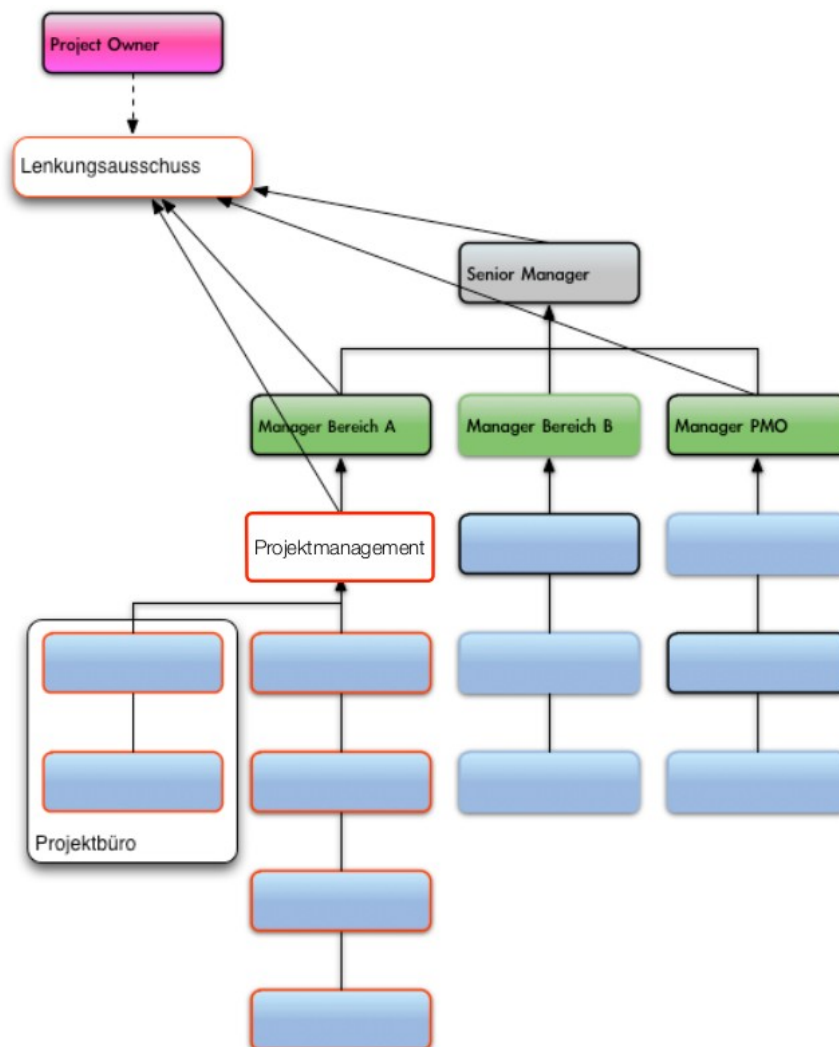 Project Owner
Lenkungsausschuss
Senior Manager
Manager Bereich A
Manager Bereich B
Manager PMO
Projektmanagement
Projektbüro